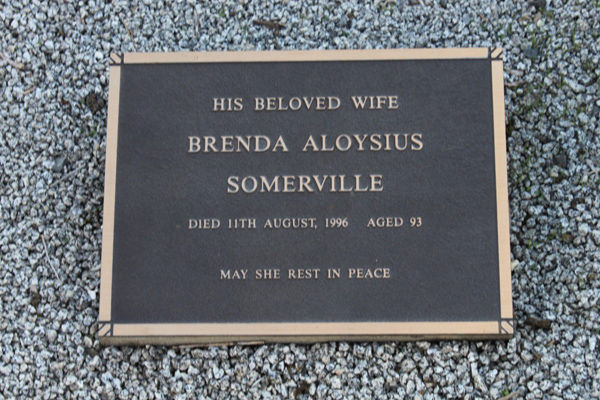 HIS BELOVED WIFE
BRENDA ALOYSIUS
SOMERVILLE
DIED 11TH AUGUST, 1996 AGED 93
MAY SHE REST IN PEACE